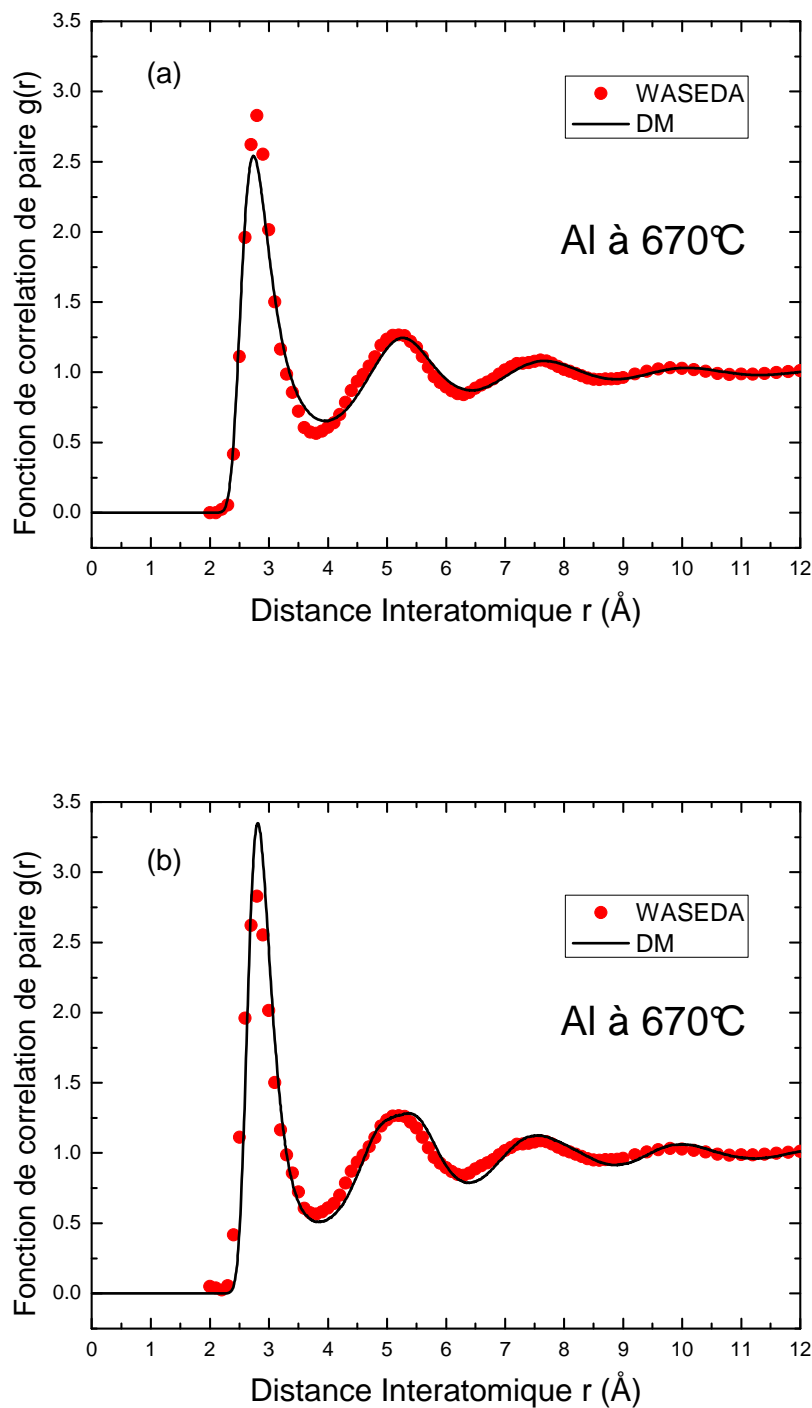 3.5
3.0
2.5
2.0
1.5
1.0
0.5
0.0
Fonction de correlation de paire g(r)
(a)
WASEDA
DM
Al à 670°C
0 1 2 3 4 5 6 7 8 9 10 11 12
Distance Interatomique r (Å)
3.5
3.0
2.5
2.0
1.5
1.0
0.5
0.0
Fonction de correlation de paire g(r)
(b)
WASEDA
DM
Al à 670°C
0 1 2 3 4 5 6 7 8 9 10 11 12
Distance Interatomique r (Å)